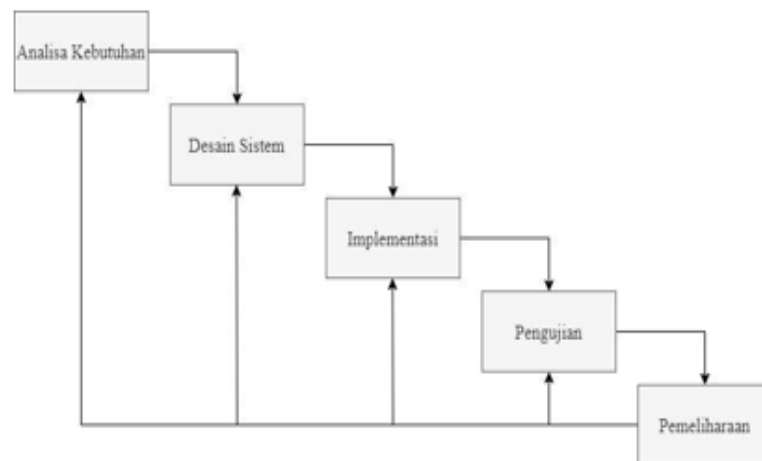 Analisa Kebutuhan
Desain Sistem
Implementasi
Pengujian
Pemeliharaan